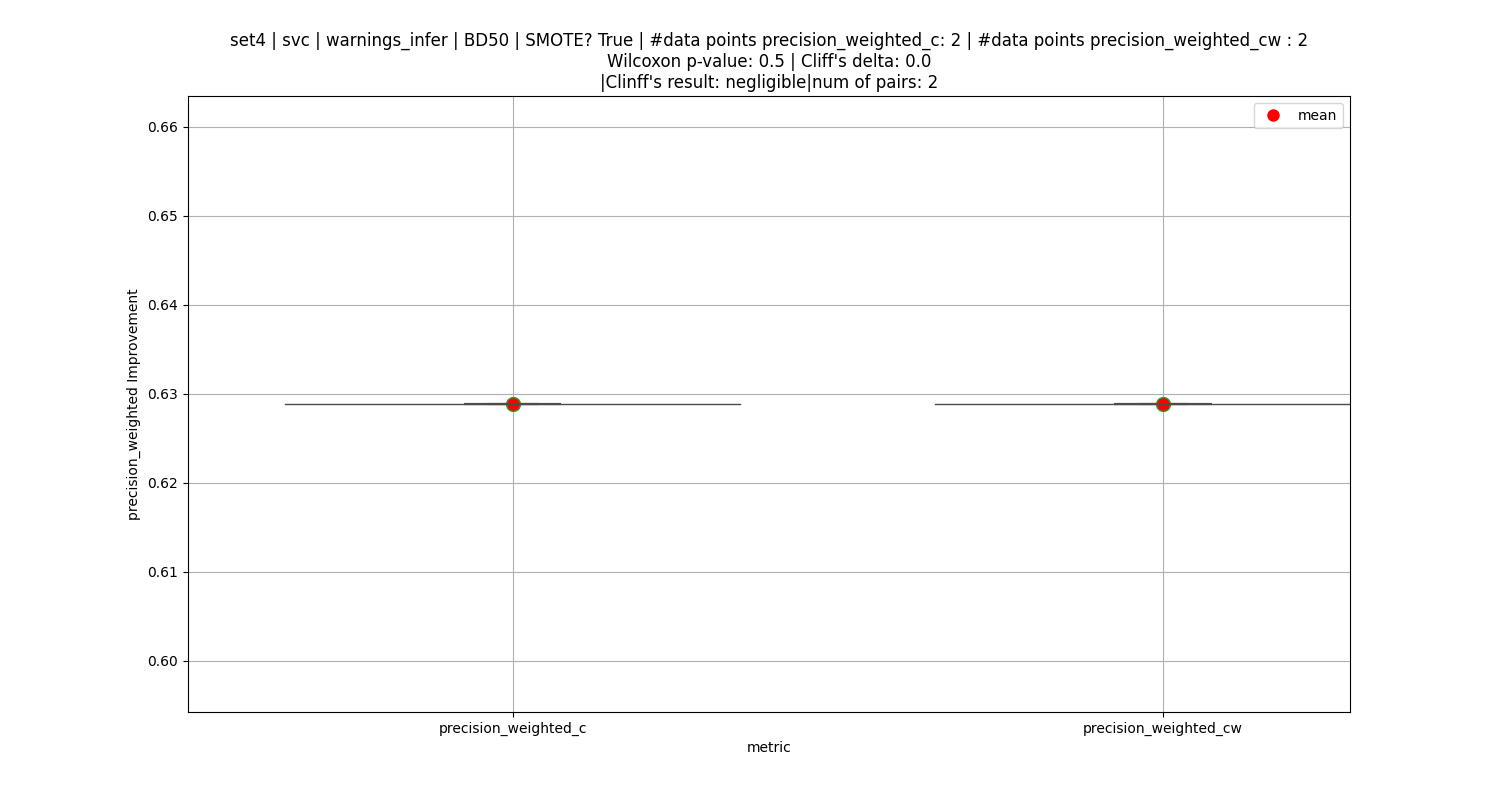 set4 | svc | warnings_infer | BD50 | SMOTE? True | #data points precision_weighted_c: 2 | #data points precision_weighted_cw : 2
Wilcoxon p-value: 0.5 | Cliff's delta: 0.0
|Clinff's result: negligible|num of pairs: 2
mean
0.66
0.65
0.64
0.63
0.62
0.61
0.60
precision_weighted Improvement
precision_weighted_c
precision_weighted_cw
metric